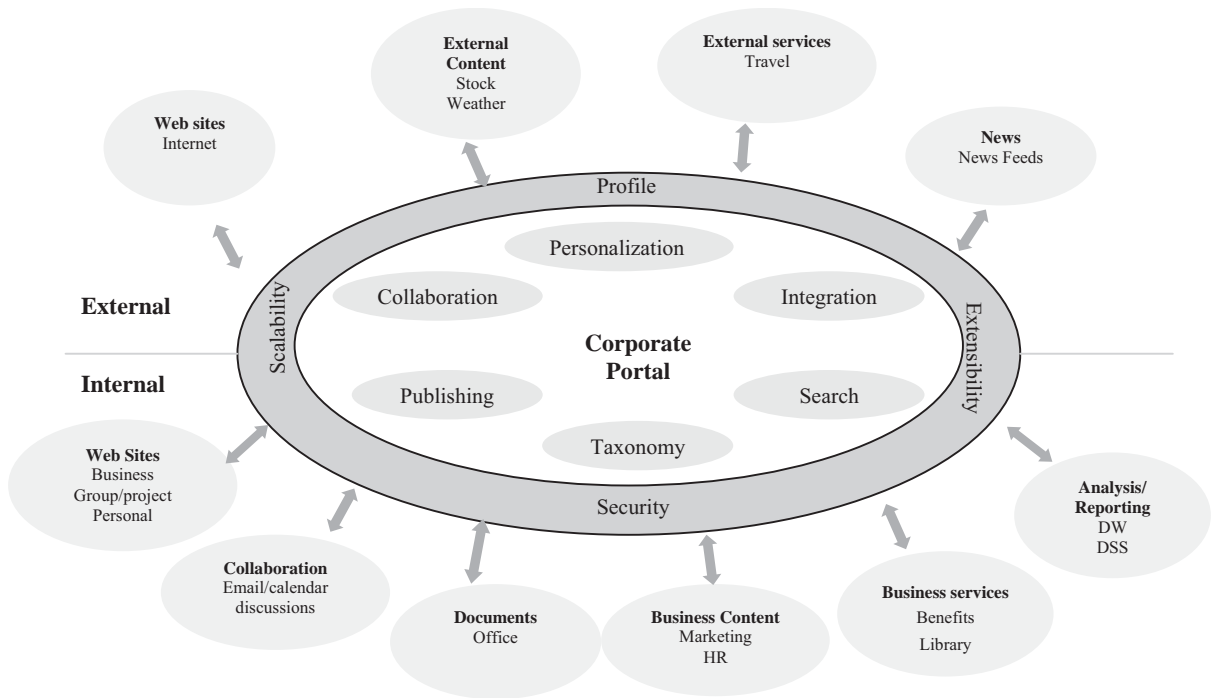 External
Content
Stock
Weather
External services
Travel
Web sites
Internet
News
News Feeds
Profile
Personalization
Collaboration
Integration
Scalability
Extensibility
External
Corporate
Portal
Internal
Publishing
Search
Taxonomy
Security
Web Sites
Business
Group/project
Personal
Analysis/
Reporting
DW
DSS
Collaboration
Email/calendar
discussions
Documents
Office
Business Content
Marketing
HR
Business services
Benefits
Library